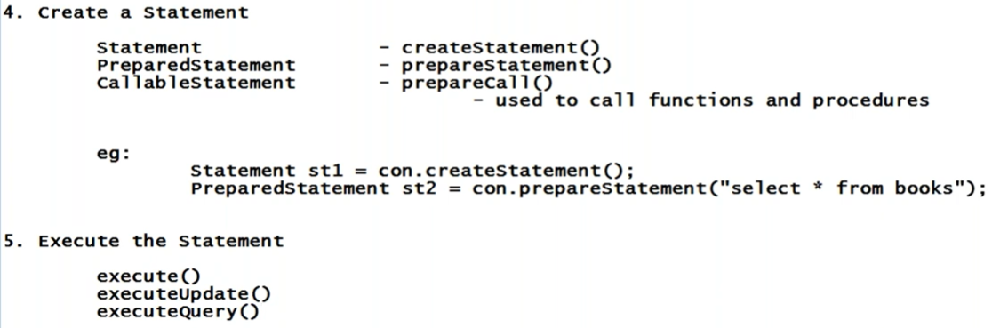 4. Create a Statement
Statement - createStatement()
PreparedStatement - prepareStatement()
CallableStatement - prepareCall()
- used to call functions and procedures
eg:
Statement st1 = con.createStatement();
PreparedStatement st2 = con.prepareStatement("select * from books");
5. Execute the Statement
execute()
executeUpdate()
executeQuery()